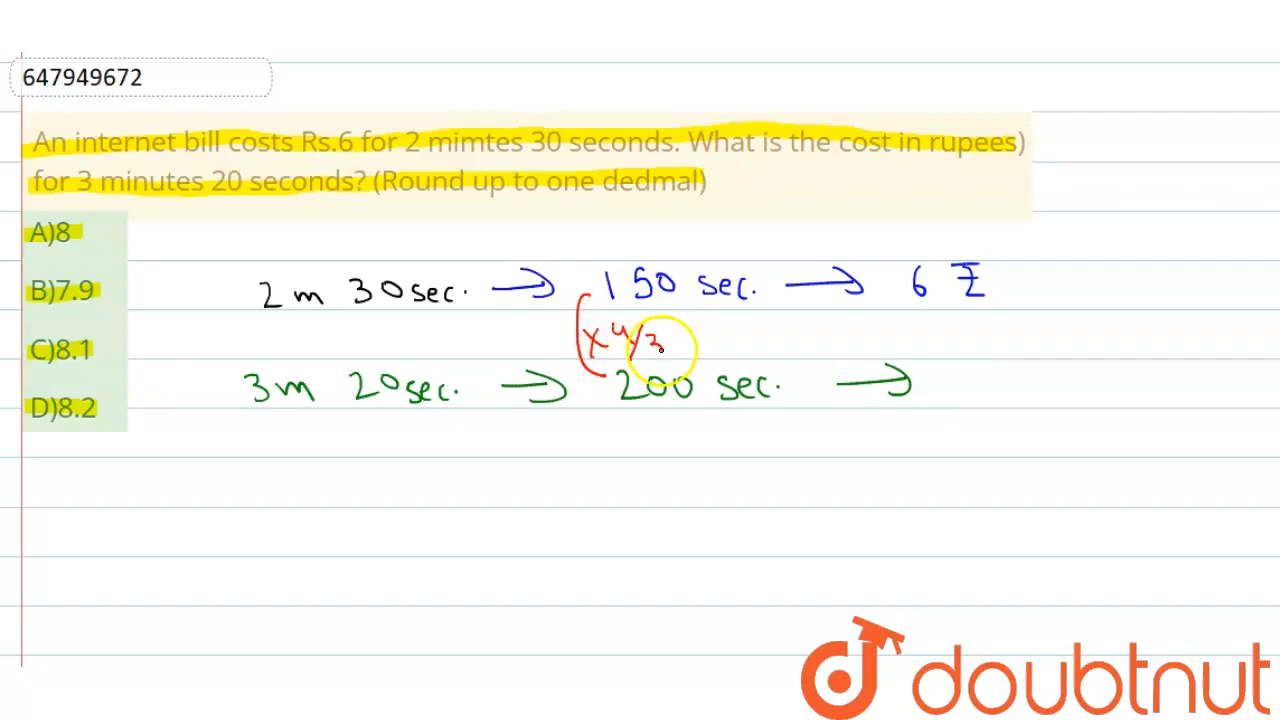 647949672
An internet bill costs Rs.6 for 2 mimtes 30 seconds. What is the cost in rupees)
for 3 minutes 20 seconds? (Round up to one dedmal)
A)8
B)7.9
C)8.1
D)8.2
2 m 30 sec. → 150 sec. → 6
x 4/3
3 m 20 sec. → 200 sec. →
doubtnut